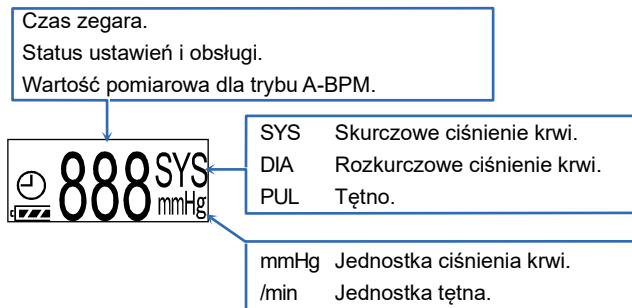 Czas zegara.
Status ustawień i obsługi.
Wartość pomiarowa dla trybu A-BPM.
SYS Skurczowe ciśnienie krwi.
DIA Rozkurczowe ciśnienie krwi.
PUL Tętno.
888 SYS
mmHg
mmHg Jednostka ciśnienia krwi.
/min Jednostka tętna.